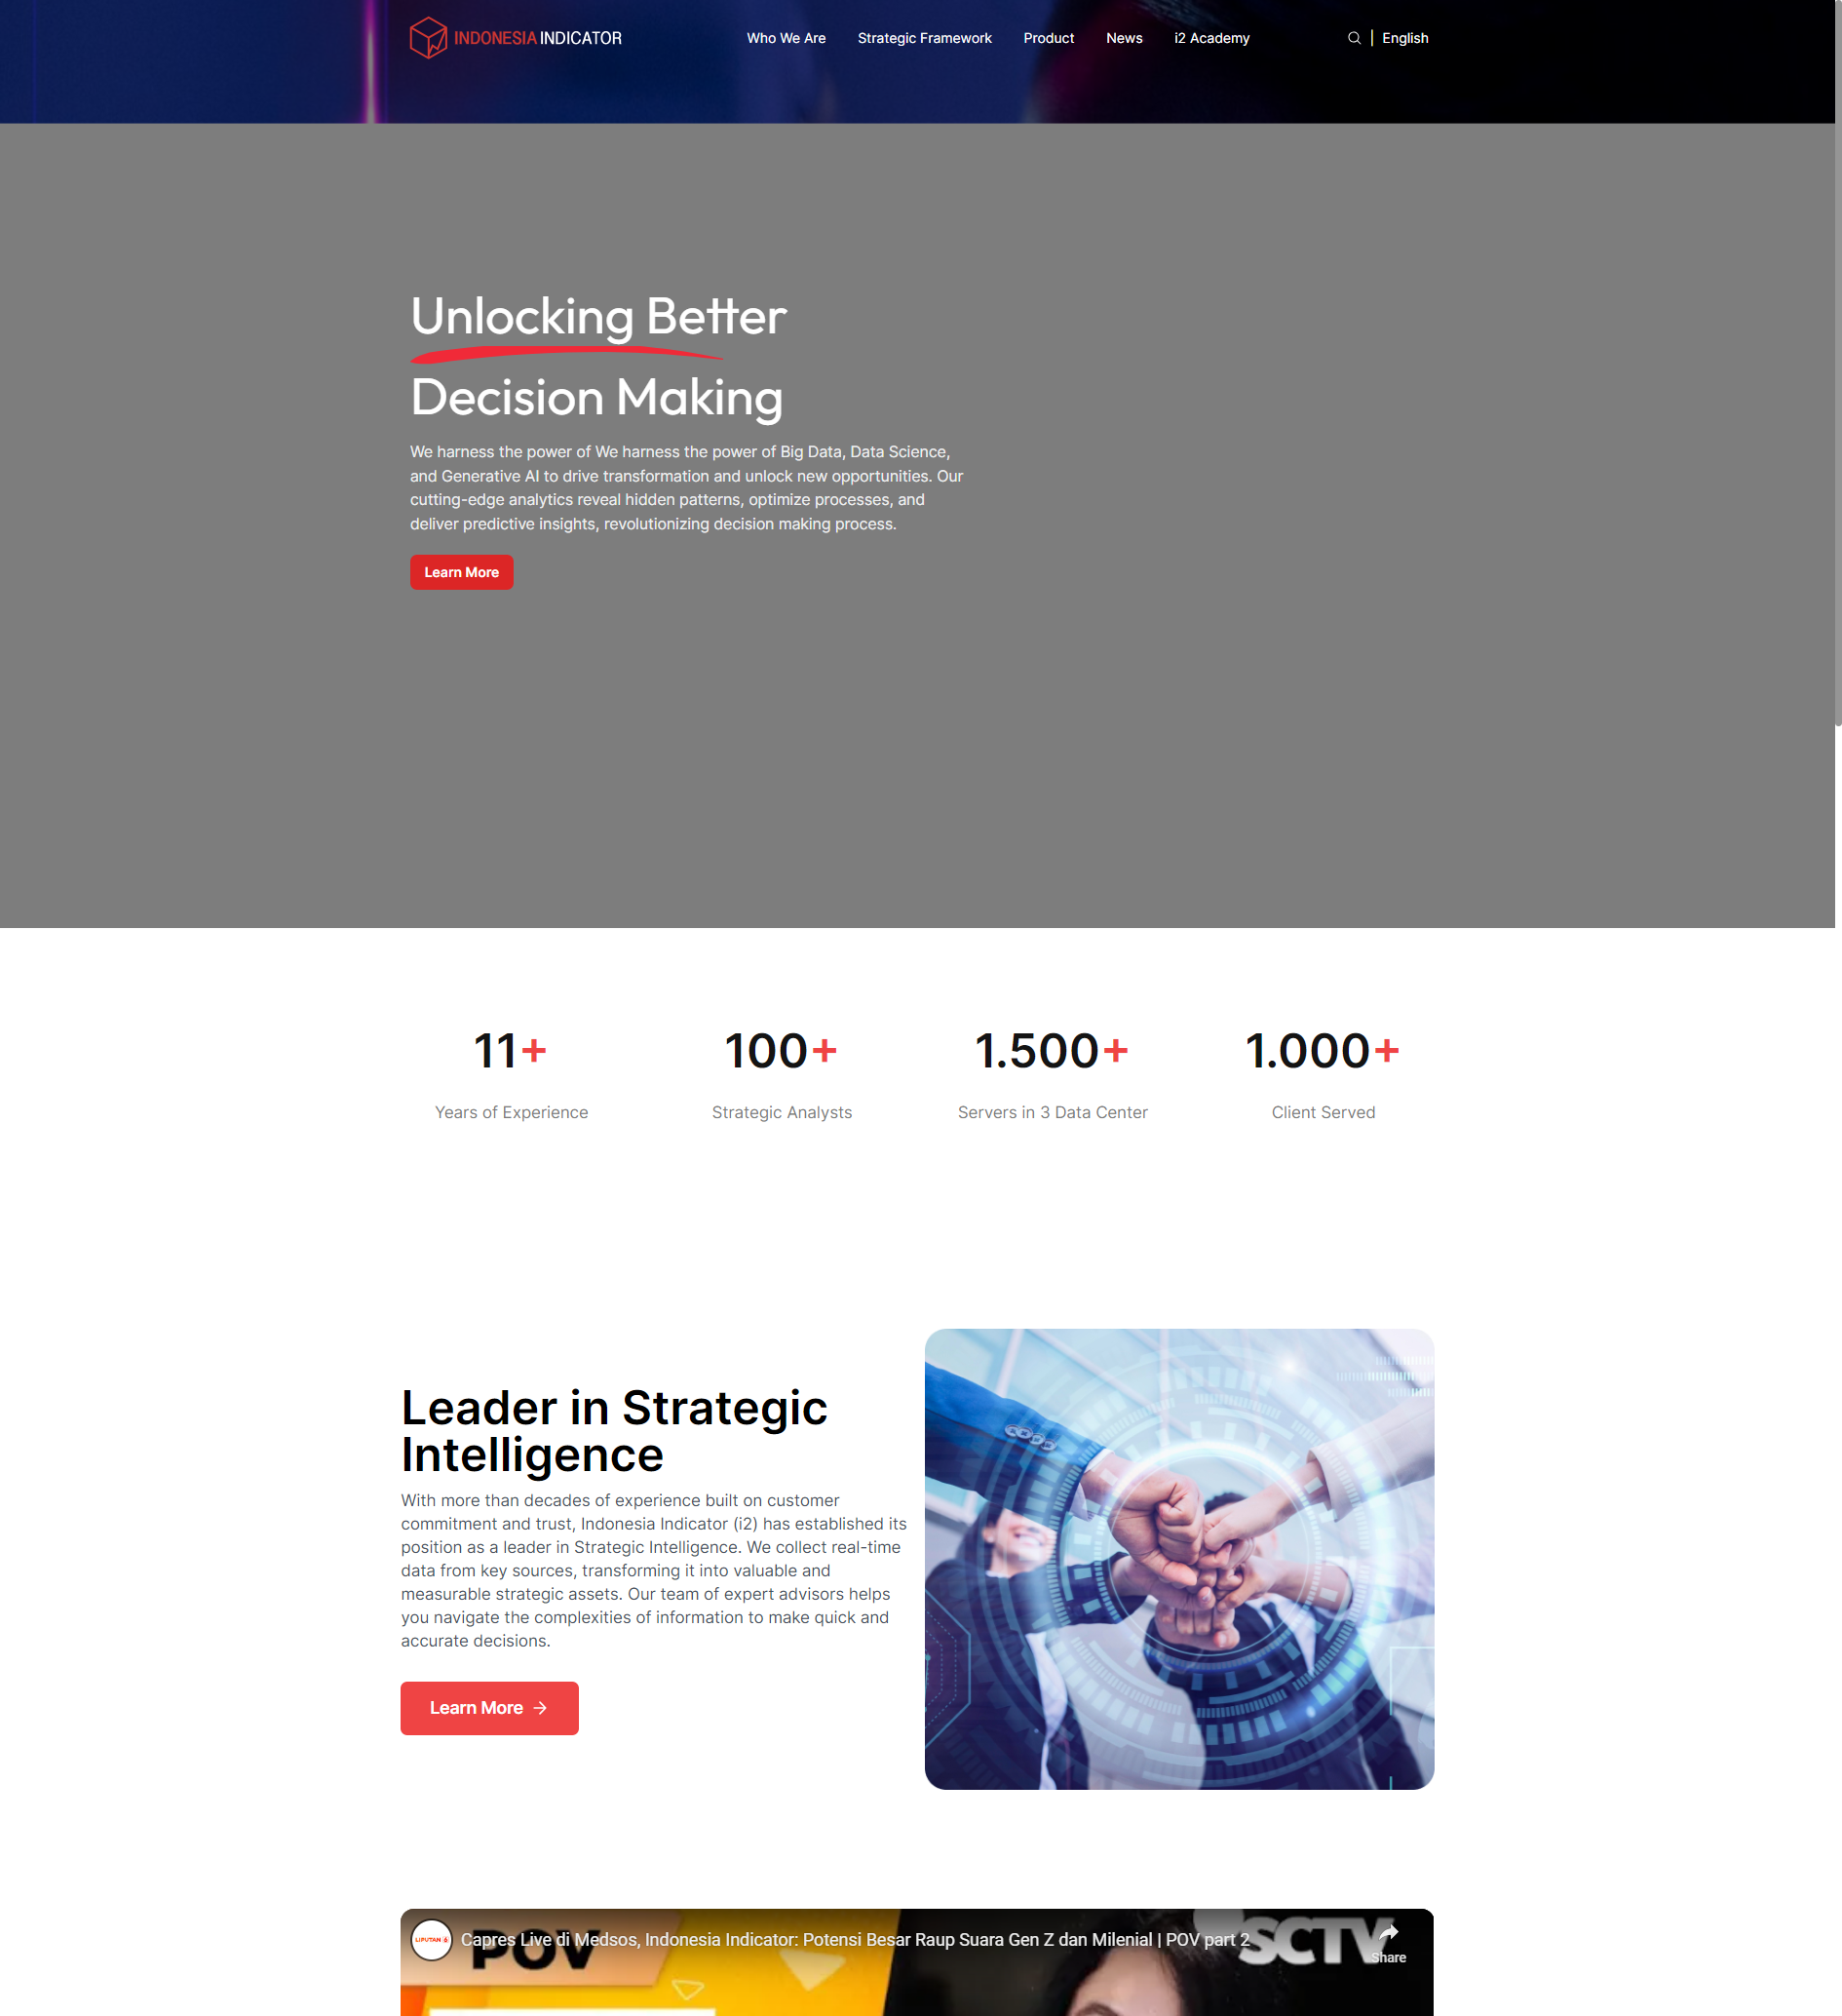 INDONESIA INDICATOR
Who We Are
Strategic Framework
Product
News
i2 Academy
English
Unlocking Better
Decision Making
We harness the power of We harness the power of Big Data, Data Science,
and Generative AI to drive transformation and unlock new opportunities. Our
cutting-edge analytics reveal hidden patterns, optimize processes, and
deliver predictive insights, revolutionizing decision making process.
Learn More
11+
Years of Experience
100+
Strategic Analysts
1.500+
Servers in 3 Data Center
1.000+
Client Served
Leader in Strategic
Intelligence
With more than decades of experience built on customer
commitment and trust, Indonesia Indicator (i2) has established its
position as a leader in Strategic Intelligence. We collect real-time
data from key sources, transforming it into valuable and
measurable strategic assets. Our team of expert advisors helps
you navigate the complexities of information to make quick and
accurate decisions.
Learn More
LIPUTAN 6
POV
Capres Live di Medsos, Indonesia Indicator: Potensi Besar Raup Suara Gen Z dan Milenial | POV part 2
SCTV
Share